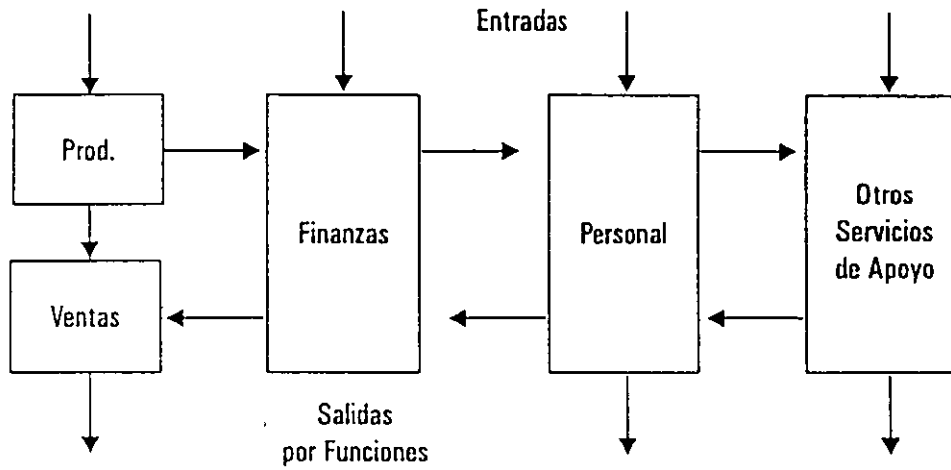 Entradas
Prod.
Finanzas
Personal
Otros
Servicios
de Apoyo
Ventas
Salidas
por Funciones